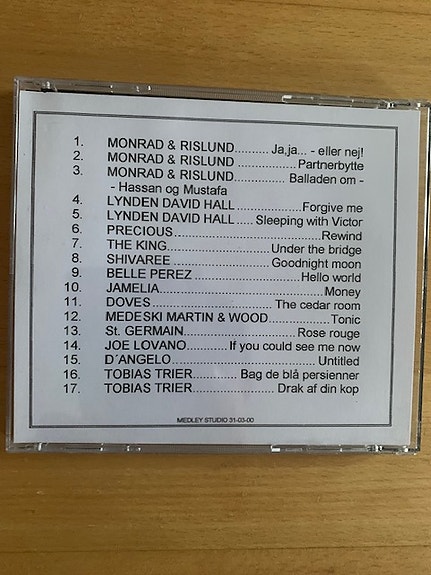 1. MONRAD & RISLUND.......... Ja,ja... - eller nej!
2. MONRAD & RISLUND................. Partnerbytte
3. MONRAD & RISLUND............... Balladen om -
- Hassan og Mustafa
4. LYNDEN DAVID HALL .................Forgive me
5. LYNDEN DAVID HALL ..... Sleeping with Victor
6. PRECIOUS...........................................Rewind
7. THE KING...............................Under the bridge
8. SHIVAREE..............................Goodnight moon
9. BELLE PEREZ................................Hello world
10. JAMELIA................................................Money
11. DOVES..................................The cedar room
12. MEDESKI MARTIN & WOOD...................Tonic
13. St. GERMAIN...................................Rose rouge
14. JOE LOVANO........... If you could see me now
15. D´ANGELO..........................................Untitled
16. TOBIAS TRIER............. Bag de blå persienner
17. TOBIAS TRIER......................Drak af din kop
MEDLEY STUDIO 31-03-00